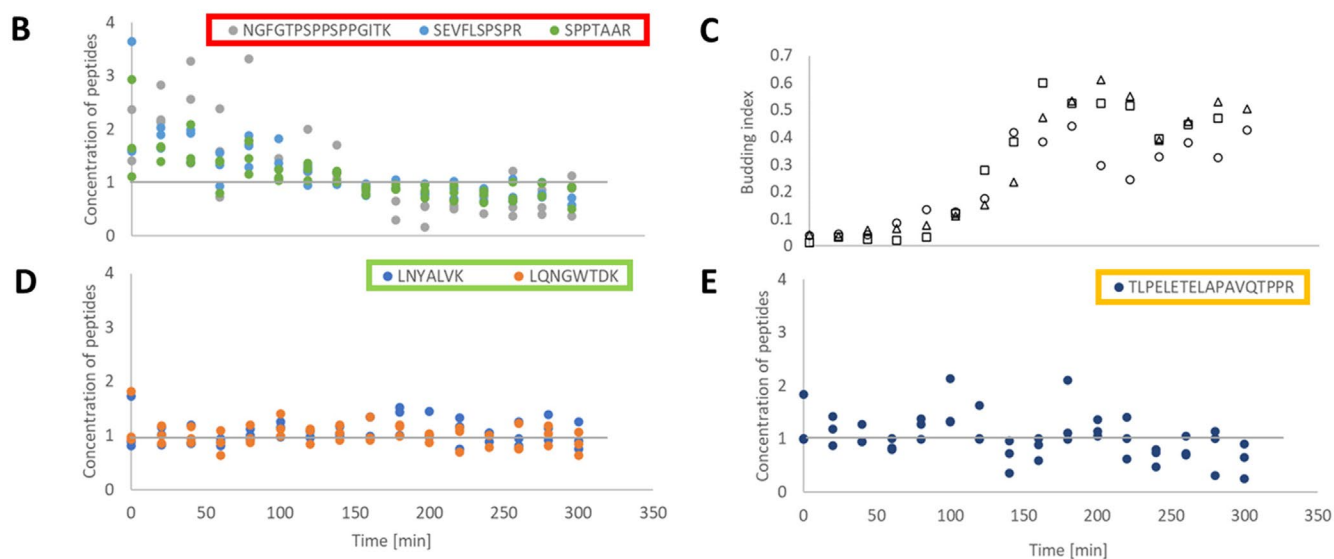 B
NGFGTPSPPSPPGITK SEVFLSPSPR SPPTAAR
Concentration of peptides
4
3
2
1
0
C
Budding index
0.7
0.6
0.5
0.4
0.3
0.2
0.1
0
D
LNYALVK LQNGWTDK
Concentration of peptides
4
3
2
1
0
0 50 100 150 200 250 300 350
Time [min]
E
TLPELETELAPAVQTPPR
Concentration of peptides
4
3
2
1
0
0 50 100 150 200 250 300 350
Time [min]